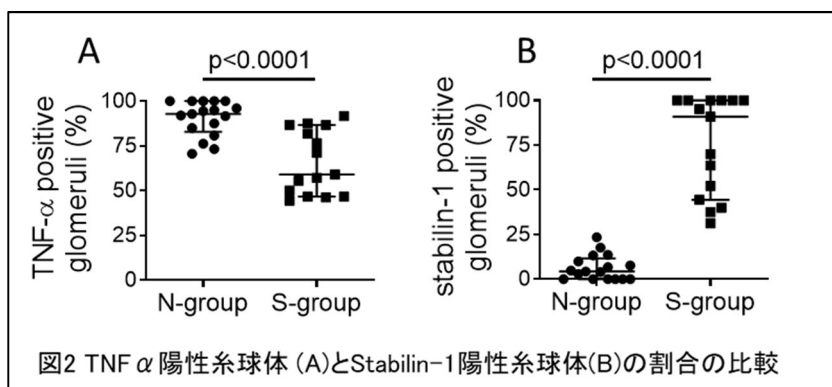 A
p<0.0001
TNF-α positive
glomeruli (%)
100
75
50
25
0
N-group S-group
B
p<0.0001
stabilin-1 positive
glomeruli (%)
100
75
50
25
0
N-group S-group
図2 TNFα陽性糸球体 (A)とStabilin-1陽性糸球体(B)の割合の比較